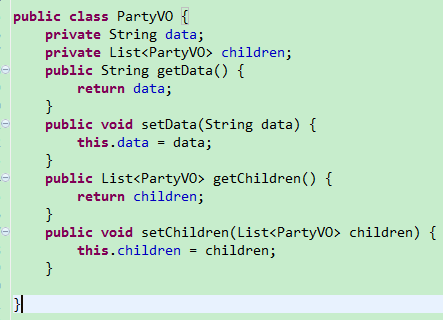 public class PartyVO {
    private String data;
    private List<PartyVO> children;
    public String getData() {
        return data;
    }
    public void setData(String data) {
        this.data = data;
    }
    public List<PartyVO> getChildren() {
        return children;
    }
    public void setChildren(List<PartyVO> children) {
        this.children = children;
    }

}